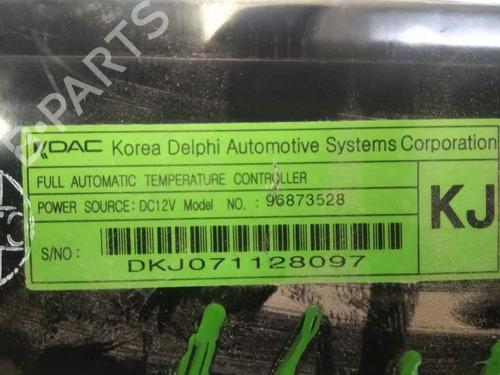 B-PARTS
KDAC Korea Delphi Automotive Systems Corporation
FULL AUTOMATIC TEMPERATURE CONTROLLER
POWER SOURCE: DC12V Model NO. : 96873528
KJ
S/NO :
DKJ071128097